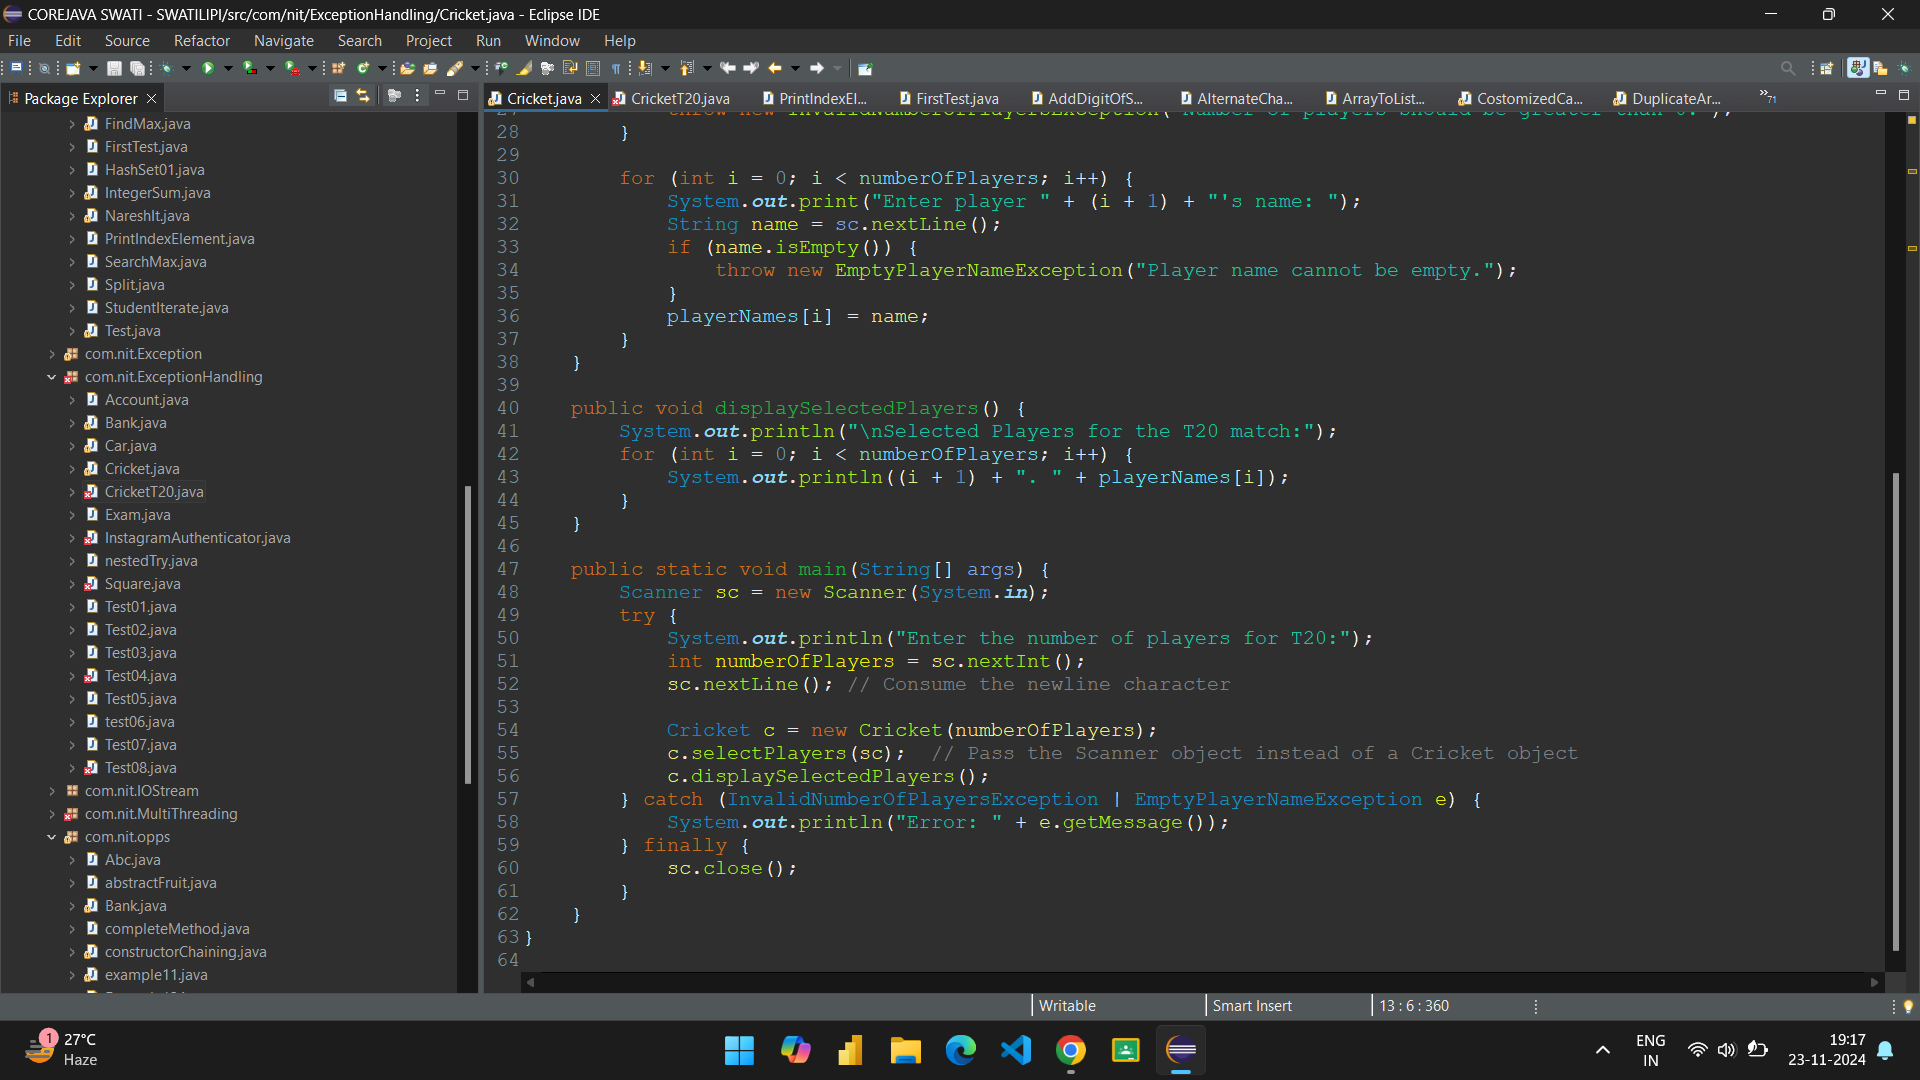 COREJAVA SWATI - SWATILIPI/src/com/nit/ExceptionHandling/Cricket.java - Eclipse IDE
File Edit Source Refactor Navigate Search Project Run Window Help
Package Explorer
FindMax.java
FirstTest.java
HashSet01.java
IntegerSum.java
NareshIt.java
PrintIndexElement.java
SearchMax.java
Split.java
StudentIterate.java
Test.java
com.nit.Exception
com.nit.ExceptionHandling
Account.java
Bank.java
Car.java
Cricket.java
CricketT20.java
Exam.java
InstagramAuthenticator.java
nestedTry.java
Square.java
Test01.java
Test02.java
Test03.java
Test04.java
Test05.java
test06.java
Test07.java
Test08.java
com.nit.IOStream
com.nit.MultiThreading
com.nit.opps
Abc.java
abstractFruit.java
Bank.java
completeMethod.java
constructorChaining.java
example11.java
Cricket.java CricketT20.java PrintIndexEl... FirstTest.java AddDigitOfS... AlternateCha... ArrayToList... CostomizedCa... DuplicateAr... 71
27 throw new InvalidNumberOfPlayersException("Number of players should be greater than 0.");
28 }
29
30 for (int i = 0; i < numberOfPlayers; i++) {
31 System.out.print("Enter player " + (i + 1) + "'s name: ");
32 String name = sc.nextLine();
33 if (name.isEmpty()) {
34 throw new EmptyPlayerNameException("Player name cannot be empty.");
35 }
36 playerNames[i] = name;
37 }
38 }
39
40 public void displaySelectedPlayers() {
41 System.out.println("\nSelected Players for the T20 match:");
42 for (int i = 0; i < numberOfPlayers; i++) {
43 System.out.println((i + 1) + ". " + playerNames[i]);
44 }
45 }
46
47 public static void main(String[] args) {
48 Scanner sc = new Scanner(System.in);
49 try {
50 System.out.println("Enter the number of players for T20:");
51 int numberOfPlayers = sc.nextInt();
52 sc.nextLine(); // Consume the newline character
53
54 Cricket c = new Cricket(numberOfPlayers);
55 c.selectPlayers(sc); // Pass the Scanner object instead of a Cricket object
56 c.displaySelectedPlayers();
57 } catch (InvalidNumberOfPlayersException | EmptyPlayerNameException e) {
58 System.out.println("Error: " + e.getMessage());
59 } finally {
60 sc.close();
61 }
62 }
63 }
64
Writable Smart Insert 13 : 6 : 360
1
27°C
Haze
ENG
IN
19:17
23-11-2024